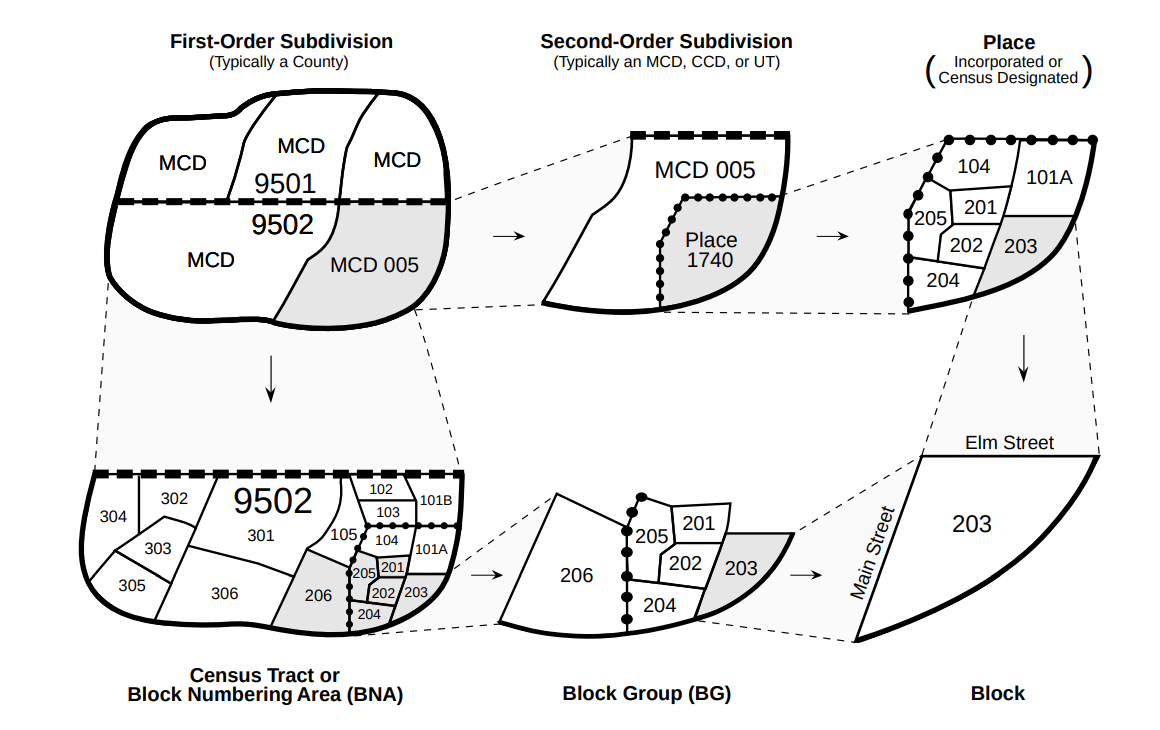 First-Order Subdivision
(Typically a County)
MCD
MCD
MCD
9501
9502
MCD
MCD 005
Second-Order Subdivision
(Typically an MCD, CCD, or UT)
MCD 005
Place
1740
Place
(Incorporated or
Census Designated)
104
101A
201
205
202
203
204
304
302
9502
301
303
305
306
102
101B
103
105
104
101A
205
201
202
203
206
204
Census Tract or
Block Numbering Area (BNA)
201
205
202
206
203
204
Block Group (BG)
Elm Street
Main Street
203
Block